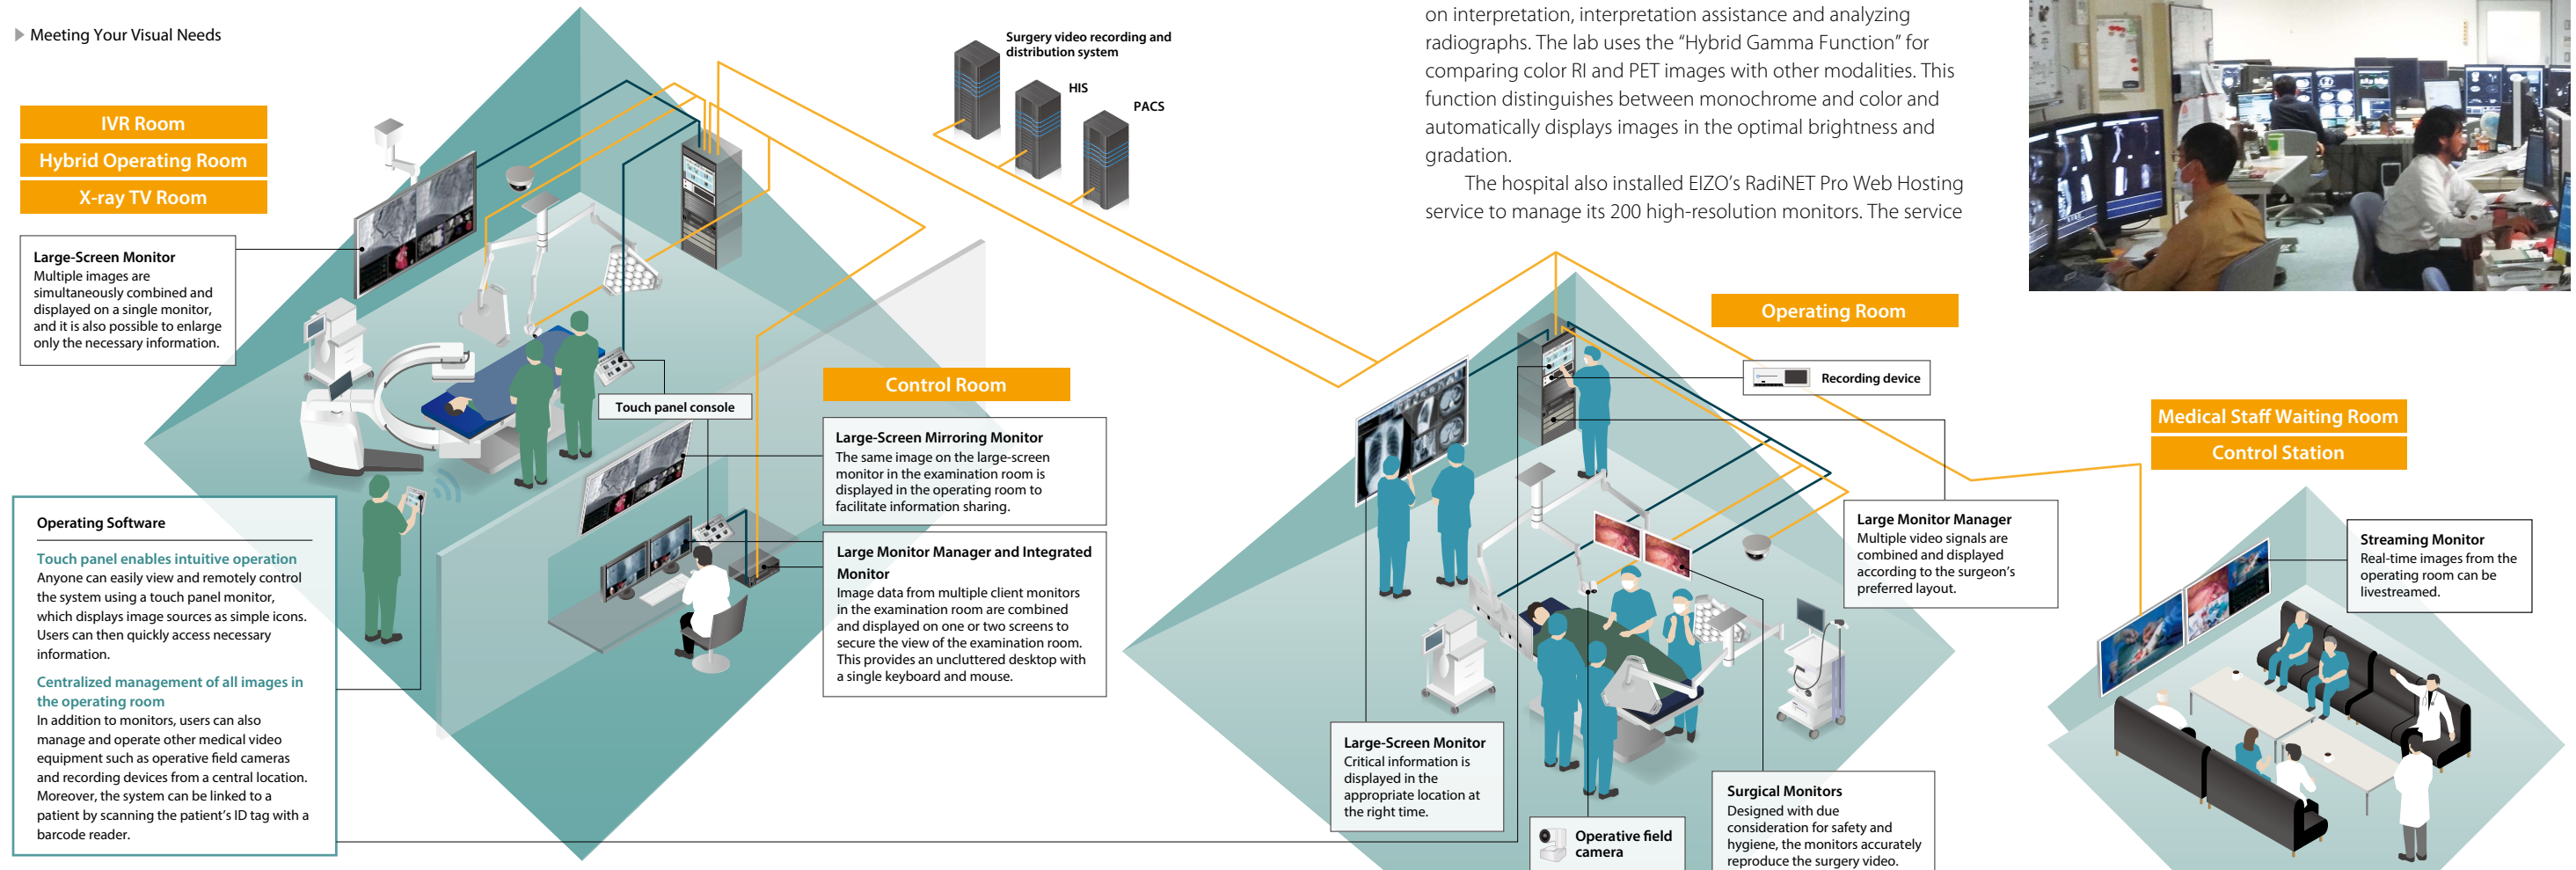 Meeting Your Visual Needs
IVR Room
Hybrid Operating Room
X-ray TV Room
Large-Screen Monitor
Multiple images are
simultaneously combined and
displayed on a single monitor,
and it is also possible to enlarge
only the necessary information.
Touch panel console
Operating Software
Touch panel enables intuitive operation
Anyone can easily view and remotely control
the system using a touch panel monitor,
which displays image sources as simple icons.
Users can then quickly access necessary
information.
Centralized management of all images in
the operating room
In addition to monitors, users can also
manage and operate other medical video
equipment such as operative field cameras
and recording devices from a central location.
Moreover, the system can be linked to a
patient by scanning the patient's ID tag with a
barcode reader.
Control Room
Large-Screen Mirroring Monitor
The same image on the large-screen
monitor in the examination room is
displayed in the operating room to
facilitate information sharing.
Large Monitor Manager and Integrated
Monitor
Image data from multiple client monitors
in the examination room are combined
and displayed on one or two screens to
secure the view of the examination room.
This provides an uncluttered desktop with
a single keyboard and mouse.
Surgery video recording and
distribution system
HIS
PACS
on interpretation, interpretation assistance and analyzing
radiographs. The lab uses the “Hybrid Gamma Function” for
comparing color RI and PET images with other modalities. This
function distinguishes between monochrome and color and
automatically displays images in the optimal brightness and
gradation.
The hospital also installed EIZO's RadiNET Pro Web Hosting
service to manage its 200 high-resolution monitors. The service
Operating Room
Recording device
Large Monitor Manager
Multiple video signals are
combined and displayed
according to the surgeon's
preferred layout.
Large-Screen Monitor
Critical information is
displayed in the
appropriate location at
the right time.
Operative field
camera
Surgical Monitors
Designed with due
consideration for safety and
hygiene, the monitors accurately
reproduce the surgery video.
Medical Staff Waiting Room
Control Station
Streaming Monitor
Real-time images from the
operating room can be
livestreamed.